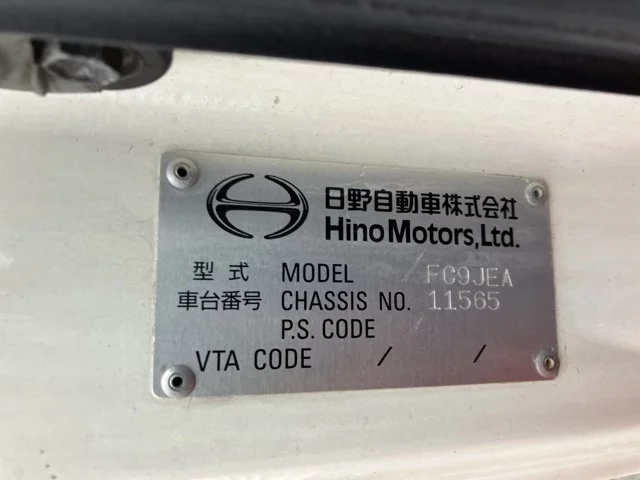 日野自動車株式会社
Hino Motors, Ltd.
型式 MODEL FC9JEA
車台番号 CHASSIS NO. 11565
P.S. CODE
VTA CODE / /